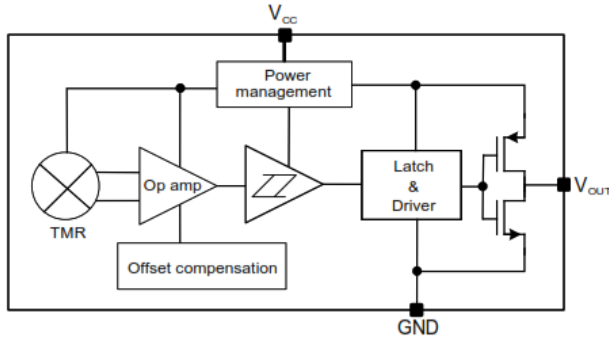 VCC
Power
management
Op amp
Latch
&
Driver
VOUT
TMR
Offset compensation
GND